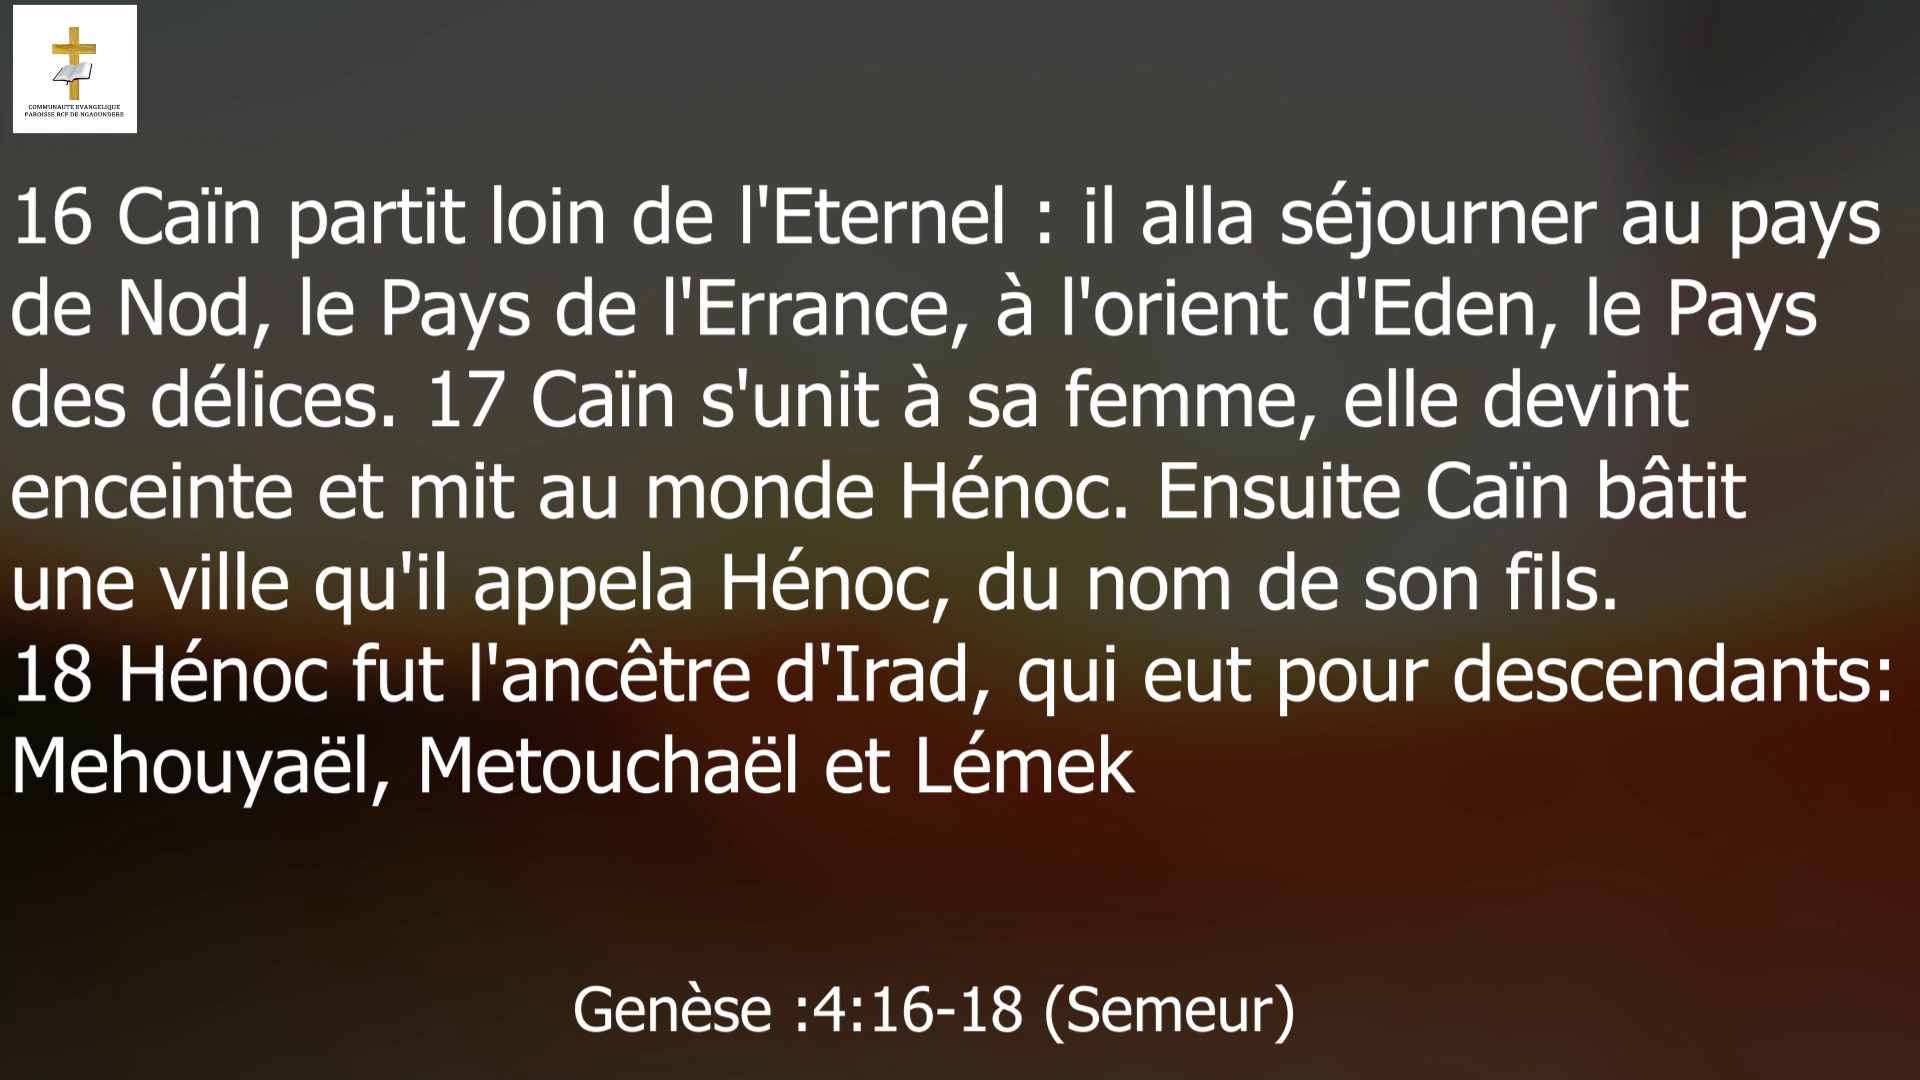 COMMUNAUTE EVANGELIQUE
PAROISSE RCF DE NGAOUNDERE
16 Caïn partit loin de l'Eternel : il alla séjourner au pays
de Nod, le Pays de l'Errance, à l'orient d'Eden, le Pays
des délices. 17 Caïn s'unit à sa femme, elle devint
enceinte et mit au monde Hénoc. Ensuite Caïn bâtit
une ville qu'il appela Hénoc, du nom de son fils.
18 Hénoc fut l'ancêtre d'Irad, qui eut pour descendants:
Mehouyaël, Metouchaël et Lémek
Genèse :4:16-18 (Semeur)